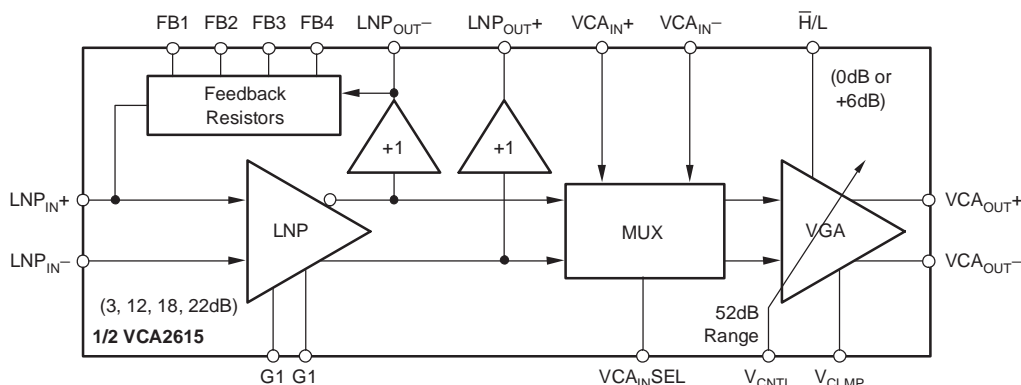 FB1 FB2 FB3 FB4 LNPOUT− LNPOUT+ VCAIN+ VCAIN− H̅/L
Feedback
Resistors
(0dB or
+6dB)
+1 +1
LNPIN+
VCAOUT+
LNP MUX VGA
LNPIN−
VCAOUT−
(3, 12, 18, 22dB)
52dB
Range
1/2 VCA2615
G1 G1 VCAINSEL VCNTL VCLMP